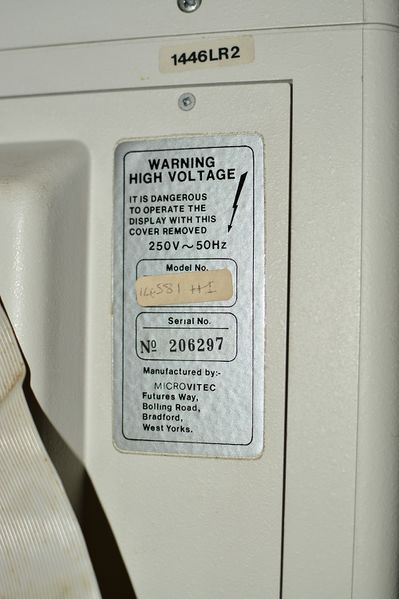 1446LR2
WARNING
HIGH VOLTAGE
IT IS DANGEROUS
TO OPERATE THE
DISPLAY WITH THIS
COVER REMOVED
250V~50Hz
Model No.
Serial No.
No 206297
Manufactured by:-
MICROVITEC
Futures Way,
Bolling Road,
Bradford,
West Yorks.